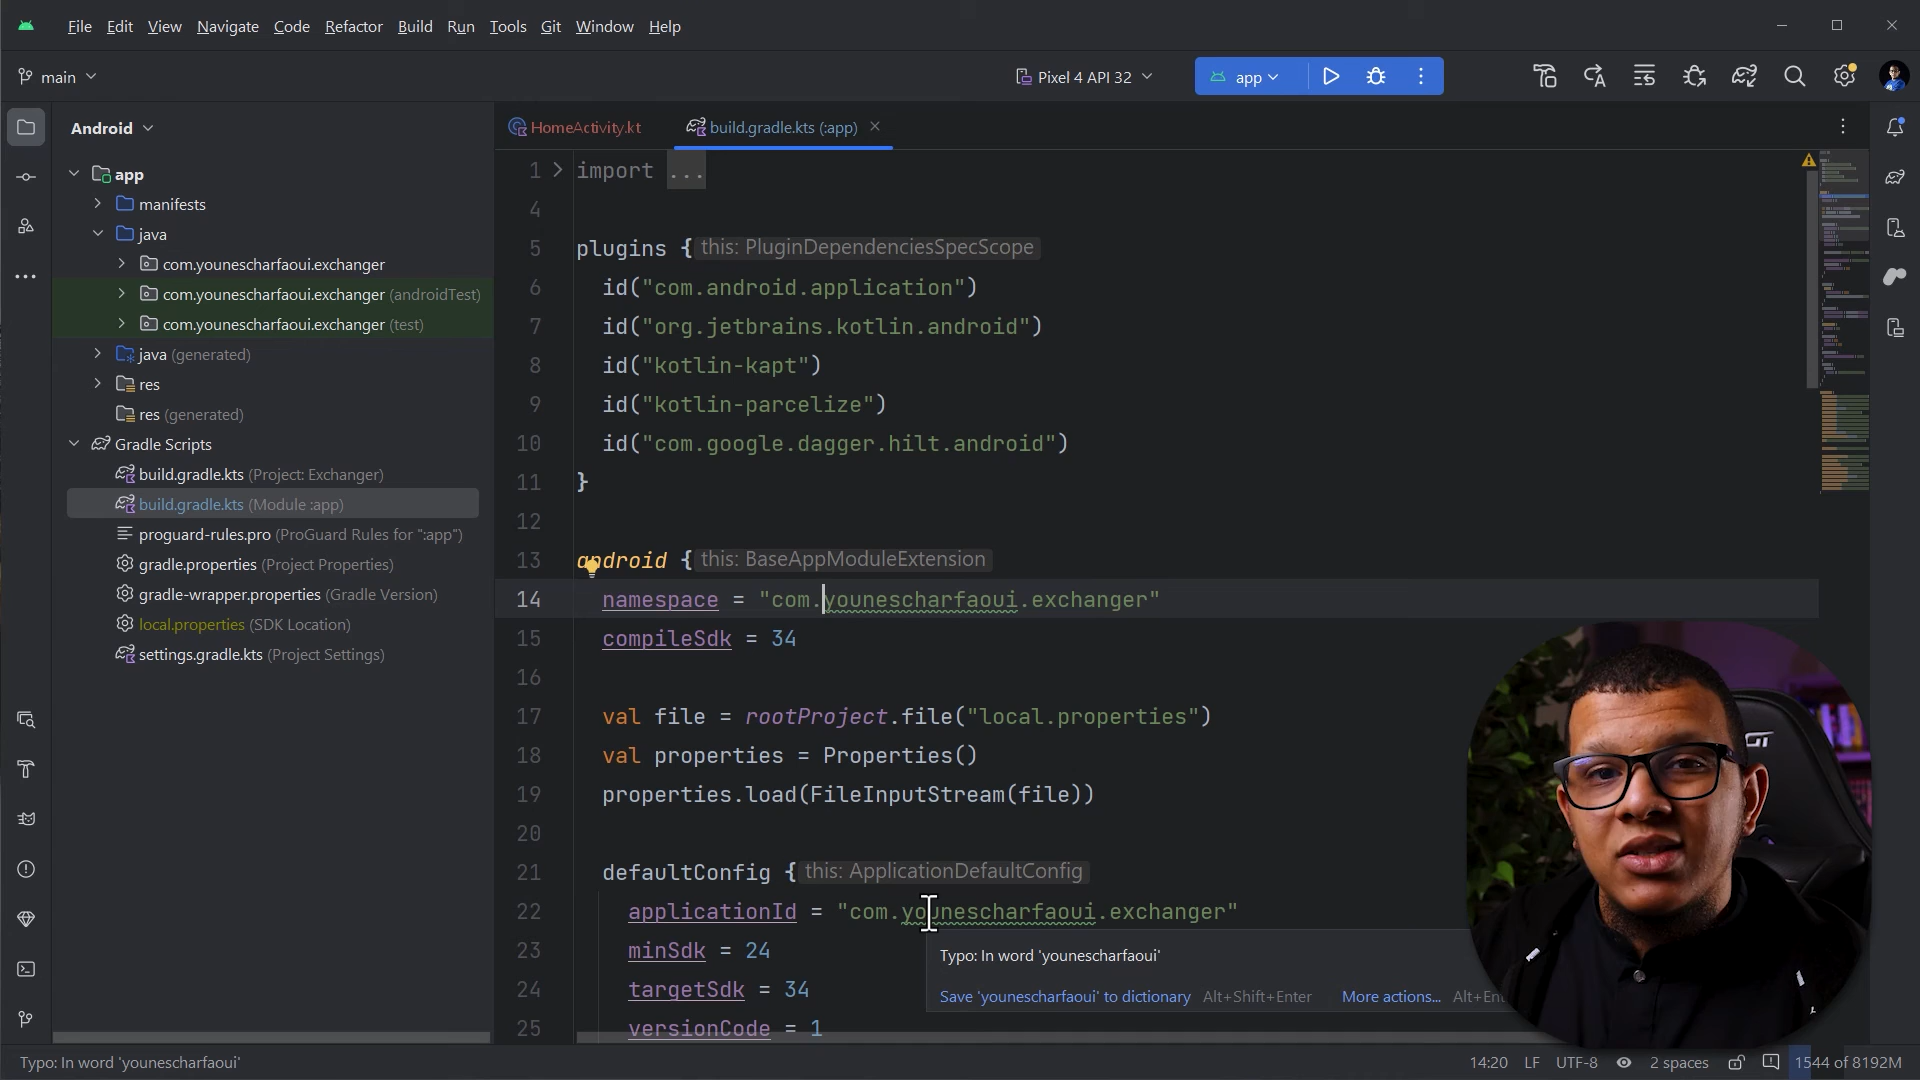 File Edit View Navigate Code Refactor Build Run Tools Git Window Help
main
Pixel 4 API 32
app
Android
HomeActivity.kt
build.gradle.kts (:app)
app
manifests
java
com.younescharfaoui.exchanger
com.younescharfaoui.exchanger (androidTest)
com.younescharfaoui.exchanger (test)
java (generated)
res
res (generated)
Gradle Scripts
build.gradle.kts (Project: Exchanger)
build.gradle.kts (Module :app)
proguard-rules.pro (ProGuard Rules for ":app")
gradle.properties (Project Properties)
gradle-wrapper.properties (Gradle Version)
local.properties (SDK Location)
settings.gradle.kts (Project Settings)
1 import ...
4
5 plugins { this: PluginDependenciesSpecScope
6 id("com.android.application")
7 id("org.jetbrains.kotlin.android")
8 id("kotlin-kapt")
9 id("kotlin-parcelize")
10 id("com.google.dagger.hilt.android")
11 }
12
13 android { this: BaseAppModuleExtension
14 namespace = "com.younescharfaoui.exchanger"
15 compileSdk = 34
16
17 val file = rootProject.file("local.properties")
18 val properties = Properties()
19 properties.load(FileInputStream(file))
20
21 defaultConfig { this: ApplicationDefaultConfig
22 applicationId = "com.younescharfaoui.exchanger"
23 minSdk = 24
24 targetSdk = 34
25 versionCode = 1
Typo: In word 'younescharfaoui'
Save 'younescharfaoui' to dictionary Alt+Shift+Enter More actions...
Typo: In word 'younescharfaoui'
14:20 LF UTF-8 2 spaces 1544 of 8192M